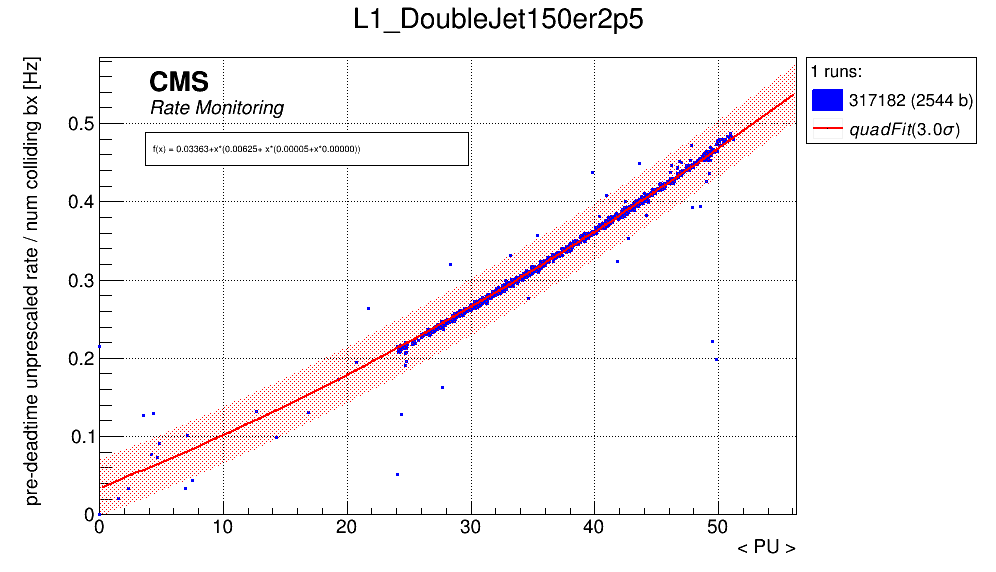 L1_DoubleJet150er2p5
pre-deadtime unprescaled rate / num colliding bx [Hz]
CMS
Rate Monitoring
f(x) = 0.03363+x*(0.00625+ x*(0.00005+x*0.00000))
1 runs:
317182 (2544 b)
quadFit(3.0σ)
0.5
0.4
0.3
0.2
0.1
0
0 10 20 30 40 50
< PU >